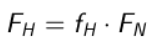 F_H = f_H · F_N